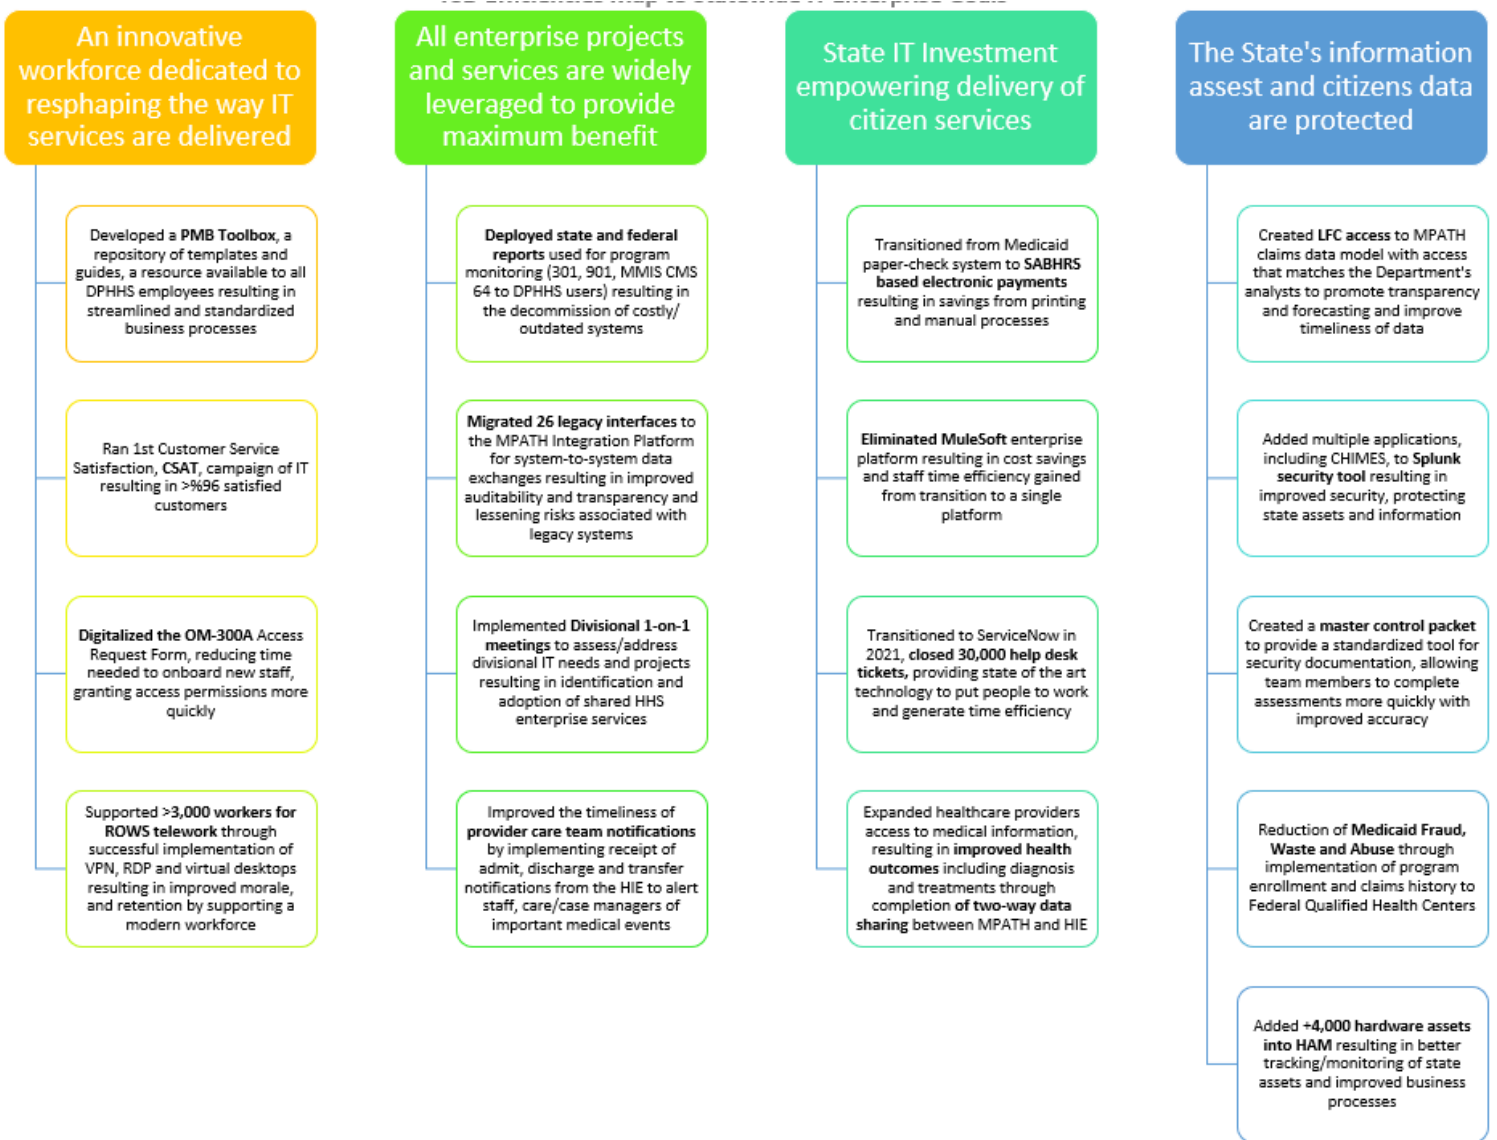 An innovative
workforce dedicated to
resphaping the way IT
services are delivered
Developed a PMB Toolbox, a
repository of templates and
guides, a resource available to all
DPHHS employees resulting in
streamlined and standardized
business processes
Ran 1st Customer Service
Satisfaction, CSAT, campaign of IT
resulting in >%96 satisfied
customers
Digitalized the OM-300A Access
Request Form, reducing time
needed to onboard new staff,
granting access permissions more
quickly
Supported >3,000 workers for
ROWS telework through
successful implementation of
VPN, RDP and virtual desktops
resulting in improved morale,
and retention by supporting a
modern workforce
All enterprise projects
and services are widely
leveraged to provide
maximum benefit
Deployed state and federal
reports used for program
monitoring (301, 901, MMIS CMS
64 to DPHHS users) resulting in
the decommission of costly/
outdated systems
Migrated 26 legacy interfaces to
the MPATH Integration Platform
for system-to-system data
exchanges resulting in improved
auditability and transparency and
lessening risks associated with
legacy systems
Implemented Divisional 1-on-1
meetings to assess/address
divisional IT needs and projects
resulting in identification and
adoption of shared HHS
enterprise services
Improved the timeliness of
provider care team notifications
by implementing receipt of
admit, discharge and transfer
notifications from the HIE to alert
staff, care/case managers of
important medical events
State IT Investment
empowering delivery of
citizen services
Transitioned from Medicaid
paper-check system to SABHRS
based electronic payments
resulting in savings from printing
and manual processes
Eliminated MuleSoft enterprise
platform resulting in cost savings
and staff time efficiency gained
from transition to a single
platform
Transitioned to ServiceNow in
2021, closed 30,000 help desk
tickets, providing state of the art
technology to put people to work
and generate time efficiency
Expanded healthcare providers
access to medical information,
resulting in improved health
outcomes including diagnosis
and treatments through
completion of two-way data
sharing between MPATH and HIE
The State's information
assest and citizens data
are protected
Created LFC access to MPATH
claims data model with access
that matches the Department's
analysts to promote transparency
and forecasting and improve
timeliness of data
Added multiple applications,
including CHIMES, to Splunk
security tool resulting in
improved security, protecting
state assets and information
Created a master control packet
to provide a standardized tool for
security documentation, allowing
team members to complete
assessments more quickly with
improved accuracy
Reduction of Medicaid Fraud,
Waste and Abuse through
implementation of program
enrollment and claims history to
Federal Qualified Health Centers
Added +4,000 hardware assets
into HAM resulting in better
tracking/monitoring of state
assets and improved business
processes